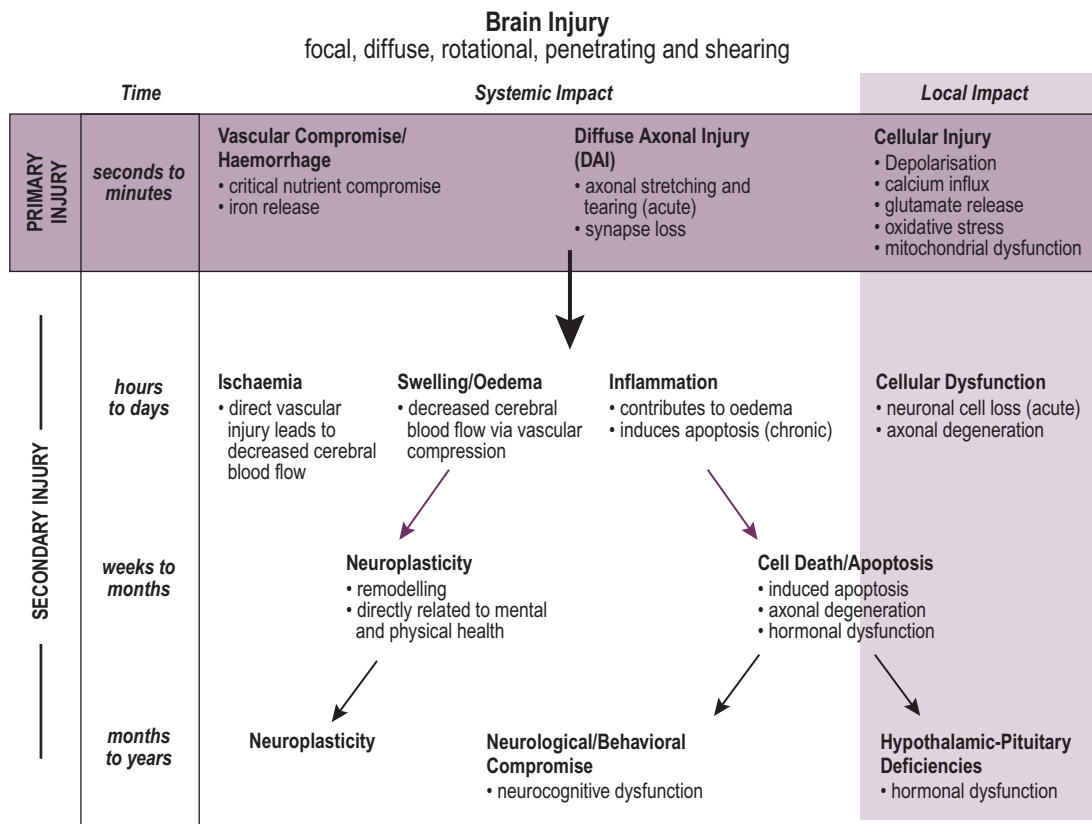 Brain Injury
focal, diffuse, rotational, penetrating and shearing
Time
Systemic Impact
Local Impact
PRIMARY
INJURY
seconds to
minutes
Vascular Compromise/
Haemorrhage
• critical nutrient compromise
• iron release
Diffuse Axonal Injury
(DAI)
• axonal stretching and
tearing (acute)
• synapse loss
Cellular Injury
• Depolarisation
• calcium influx
• glutamate release
• oxidative stress
• mitochondrial dysfunction
SECONDARY INJURY
hours
to days
Ischaemia
• direct vascular
injury leads to
decreased cerebral
blood flow
Swelling/Oedema
• decreased cerebral
blood flow via vascular
compression
Inflammation
• contributes to oedema
• induces apoptosis (chronic)
Cellular Dysfunction
• neuronal cell loss (acute)
• axonal degeneration
weeks to
months
Neuroplasticity
• remodelling
• directly related to mental
and physical health
Cell Death/Apoptosis
• induced apoptosis
• axonal degeneration
• hormonal dysfunction
months
to years
Neuroplasticity
Neurological/Behavioral
Compromise
• neurocognitive dysfunction
Hypothalamic-Pituitary
Deficiencies
• hormonal dysfunction